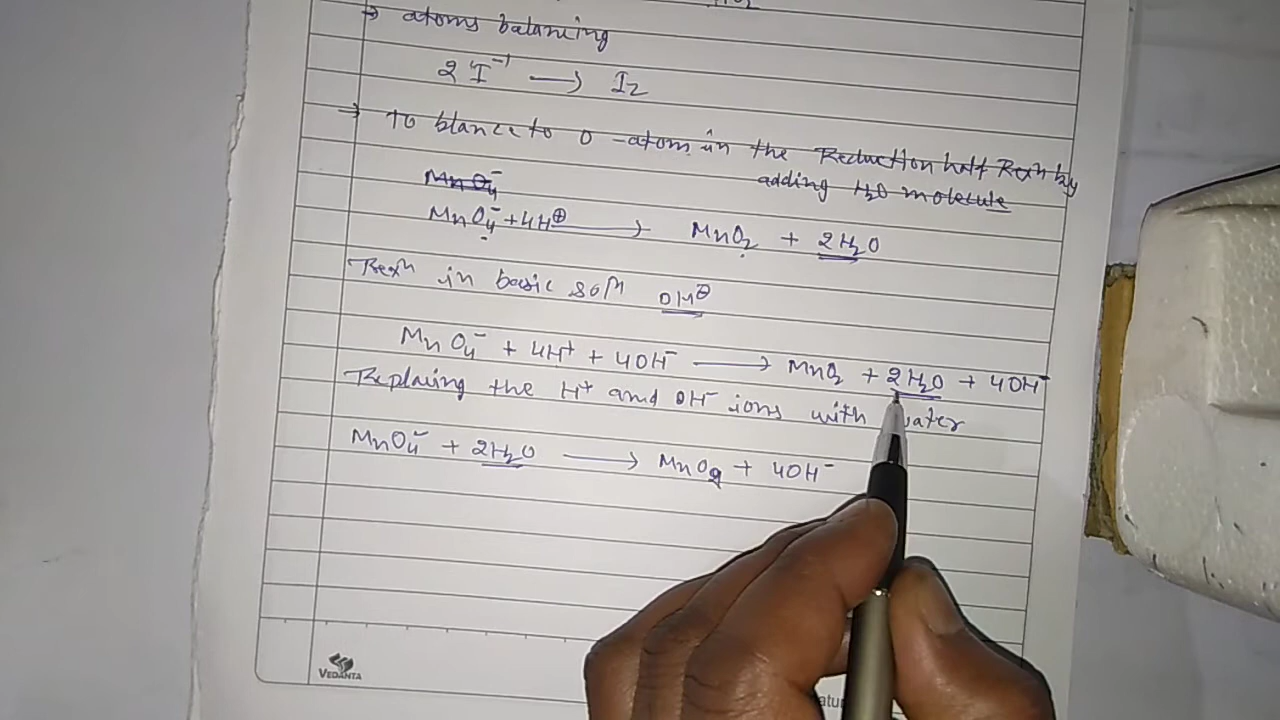 → atoms balancing
2 I⁻¹ ⟶ I₂
→ To blance to O -atom in the Reduction half Rexn by
adding H₂O molecule
MnO₄⁻
MnO₄⁻ + 4H⊕ ⟶ MnO₂ + 2H₂O
Rexn in basic soln OH⊖
MnO₄⁻ + 4H⁺ + 4OH⁻ ⟶ MnO₂ + 2H₂O + 4OH⁻
Replaing the H⁺ and OH⁻ ions with water
MnO₄⁻ + 2H₂O ⟶ MnO₂ + 4OH⁻
VEDANTA